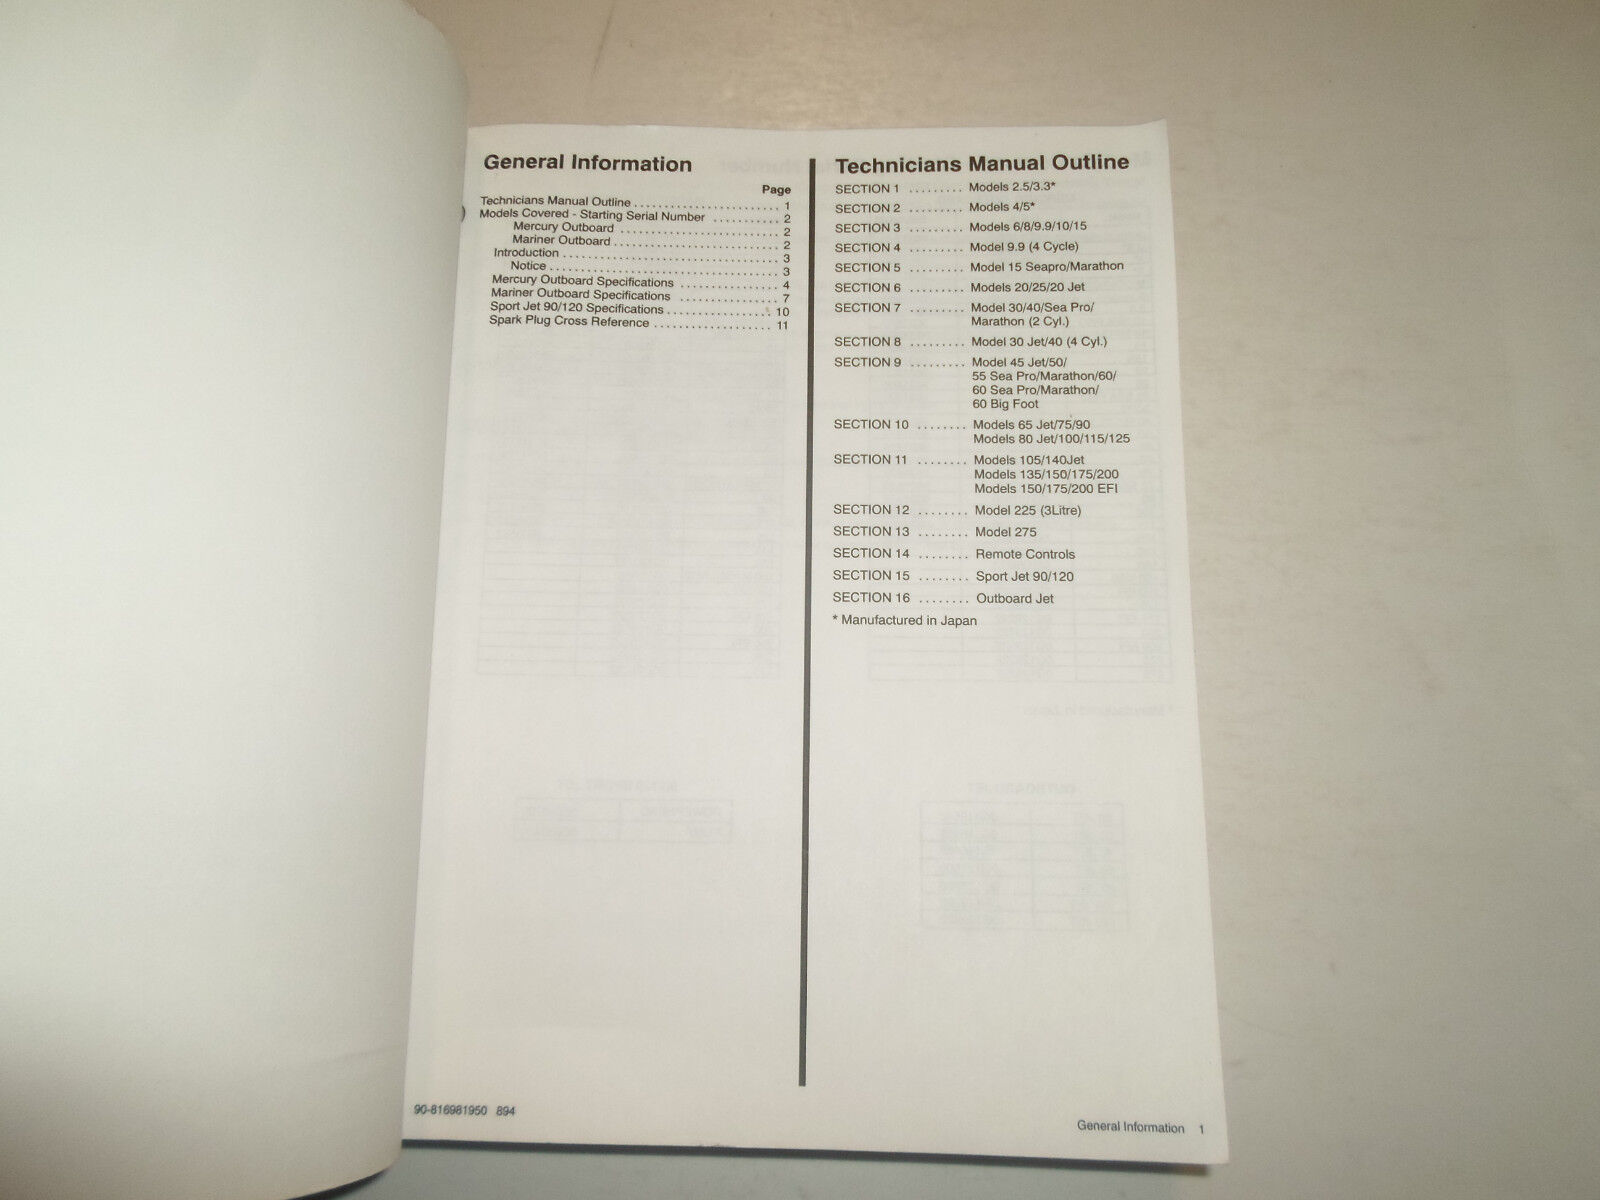 General Information
Page
Technicians Manual Outline . . . . . . . . . . . . . . . . . . . . . . . 1
Models Covered - Starting Serial Number . . . . . . . . . . . 2
Mercury Outboard . . . . . . . . . . . . . . . . . . . . . . . . . 2
Mariner Outboard . . . . . . . . . . . . . . . . . . . . . . . . . . 2
Introduction . . . . . . . . . . . . . . . . . . . . . . . . . . . . . . . . . . 3
Notice . . . . . . . . . . . . . . . . . . . . . . . . . . . . . . . . . . . . 3
Mercury Outboard Specifications . . . . . . . . . . . . . . . . 4
Mariner Outboard Specifications . . . . . . . . . . . . . . . . 7
Sport Jet 90/120 Specifications . . . . . . . . . . . . . . . . . 10
Spark Plug Cross Reference . . . . . . . . . . . . . . . . . . . 11
Technicians Manual Outline
SECTION 1 . . . . . . . . . Models 2.5/3.3*
SECTION 2 . . . . . . . . . Models 4/5*
SECTION 3 . . . . . . . . . Models 6/8/9.9/10/15
SECTION 4 . . . . . . . . . Model 9.9 (4 Cycle)
SECTION 5 . . . . . . . . . Model 15 Seapro/Marathon
SECTION 6 . . . . . . . . . Models 20/25/20 Jet
SECTION 7 . . . . . . . . . Model 30/40/Sea Pro/
Marathon (2 Cyl.)
SECTION 8 . . . . . . . . . Model 30 Jet/40 (4 Cyl.)
SECTION 9 . . . . . . . . . Model 45 Jet/50/
55 Sea Pro/Marathon/60/
60 Sea Pro/Marathon/
60 Big Foot
SECTION 10 . . . . . . . . Models 65 Jet/75/90
Models 80 Jet/100/115/125
SECTION 11 . . . . . . . . Models 105/140Jet
Models 135/150/175/200
Models 150/175/200 EFI
SECTION 12 . . . . . . . . Model 225 (3Litre)
SECTION 13 . . . . . . . . Model 275
SECTION 14 . . . . . . . . Remote Controls
SECTION 15 . . . . . . . . Sport Jet 90/120
SECTION 16 . . . . . . . . Outboard Jet
* Manufactured in Japan
90-816981950 894
General Information 1